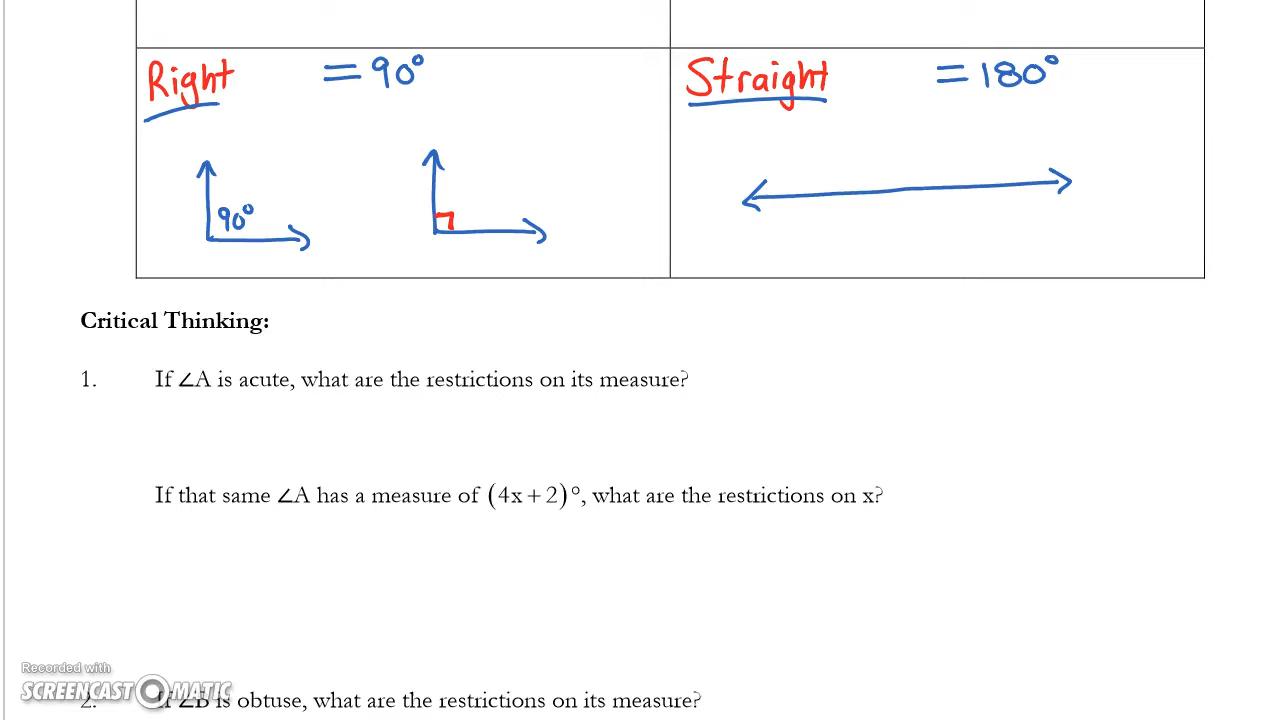 Right = 90° Straight = 180°
90°
Critical Thinking:
1. If ∠A is acute, what are the restrictions on its measure?
If that same ∠A has a measure of (4x + 2)°, what are the restrictions on x?
Recorded with
SCREENCAST MATIC
2. If ∠B is obtuse, what are the restrictions on its measure?